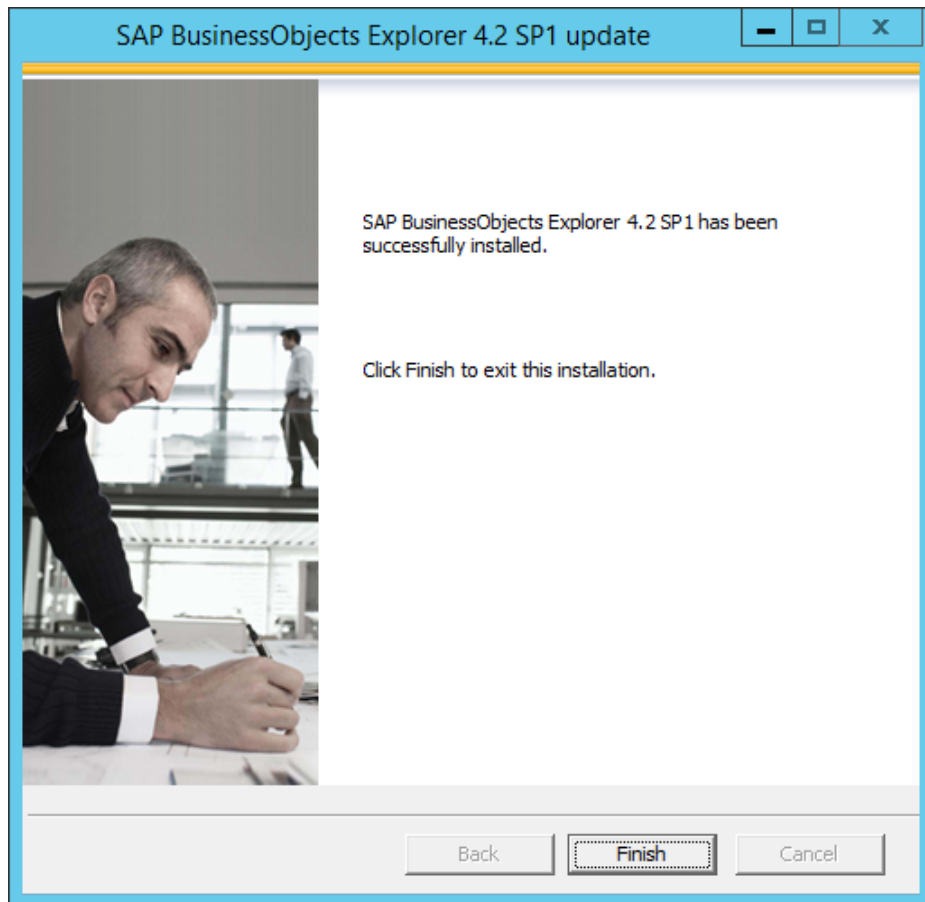 SAP BusinessObjects Explorer 4.2 SP1 update
SAP BusinessObjects Explorer 4.2 SP1 has been
successfully installed.
Click Finish to exit this installation.
Back
Finish
Cancel